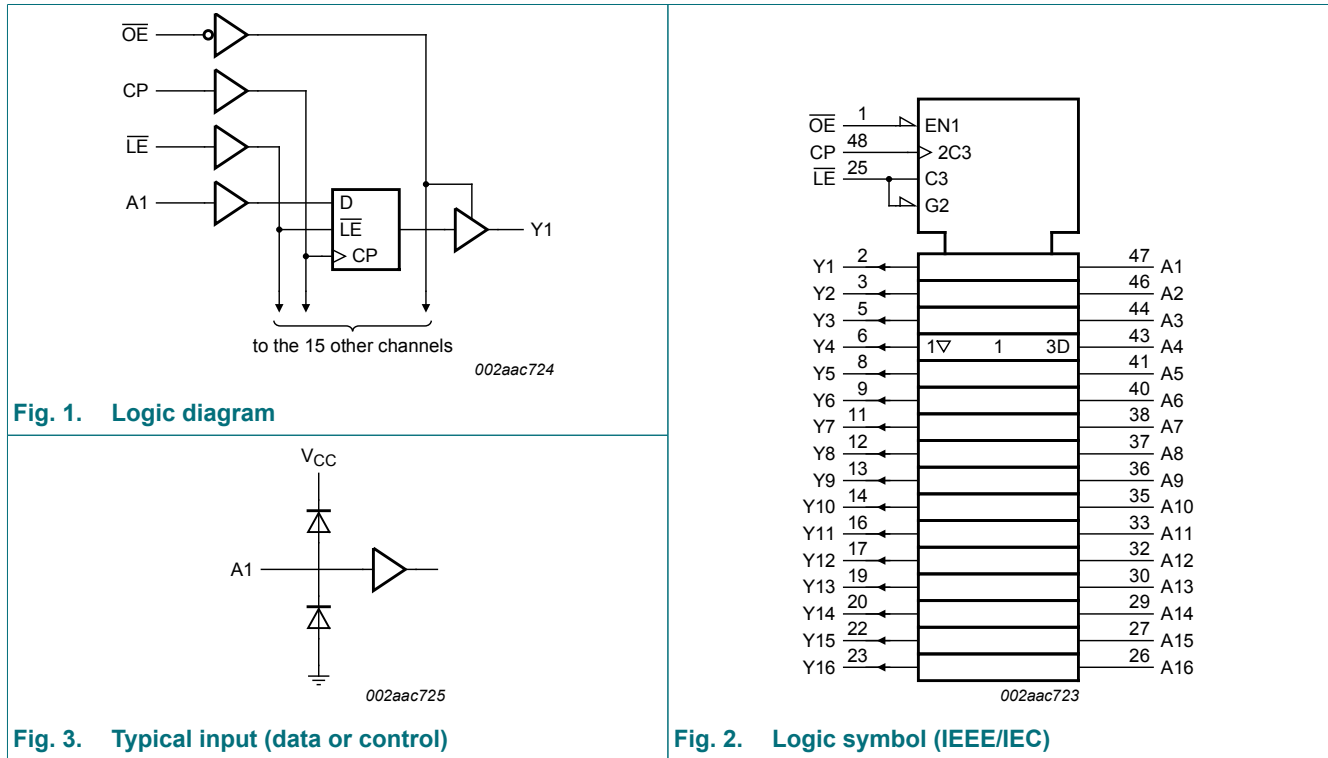 OE
CP
LE
A1
D
LE
CP
Y1
to the 15 other channels
002aac724
Fig. 1. Logic diagram
VCC
A1
002aac725
Fig. 3. Typical input (data or control)
OE 1 EN1
CP 48 2C3
LE 25 C3
G2
Y1 2 47 A1
Y2 3 46 A2
Y3 5 44 A3
Y4 6 1▽ 1 3D 43 A4
Y5 8 41 A5
Y6 9 40 A6
Y7 11 38 A7
Y8 12 37 A8
Y9 13 36 A9
Y10 14 35 A10
Y11 16 33 A11
Y12 17 32 A12
Y13 19 30 A13
Y14 20 29 A14
Y15 22 27 A15
Y16 23 26 A16
002aac723
Fig. 2. Logic symbol (IEEE/IEC)